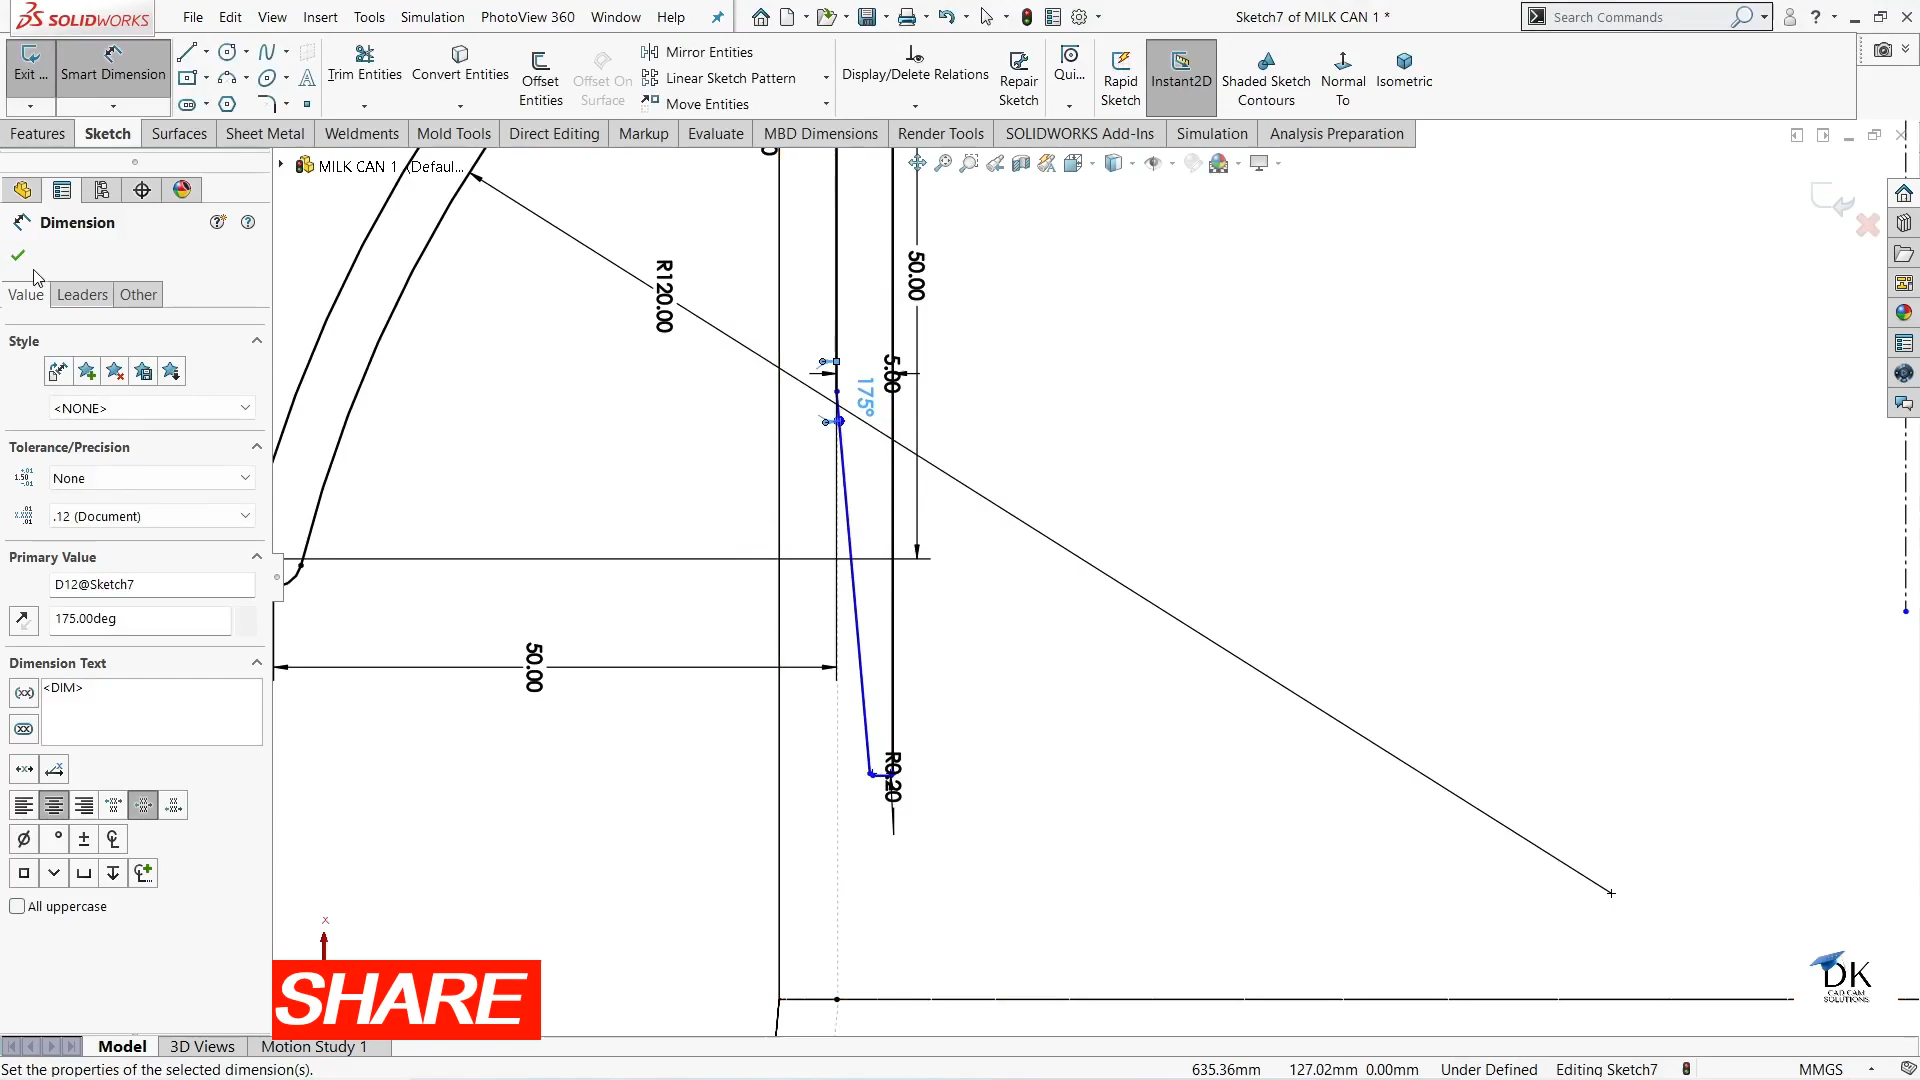 SOLIDWORKS
File Edit View Insert Tools Simulation PhotoView 360 Window Help
Sketch7 of MILK CAN 1 *
Search Commands
Exit ...
Smart Dimension
Trim Entities
Convert Entities
Offset Entities
Offset On Surface
Mirror Entities
Linear Sketch Pattern
Move Entities
Display/Delete Relations
Repair Sketch
Qui...
Rapid Sketch
Instant2D
Shaded Sketch Contours
Normal To
Isometric
Features Sketch Surfaces Sheet Metal Weldments Mold Tools Direct Editing Markup Evaluate MBD Dimensions Render Tools SOLIDWORKS Add-Ins Simulation Analysis Preparation
MILK CAN 1 (Defaul...
Dimension
Value Leaders Other
Style
<NONE>
Tolerance/Precision
None
.12 (Document)
Primary Value
D12@Sketch7
175.00deg
Dimension Text
<DIM>
All uppercase
R120.00
50.00
5.00
175°
50.00
R0.20
x
SHARE
DK
CAD CAM
SOLUTIONS
Model 3D Views Motion Study 1
Set the properties of the selected dimension(s).
635.36mm 127.02mm 0.00mm Under Defined Editing Sketch7 MMGS